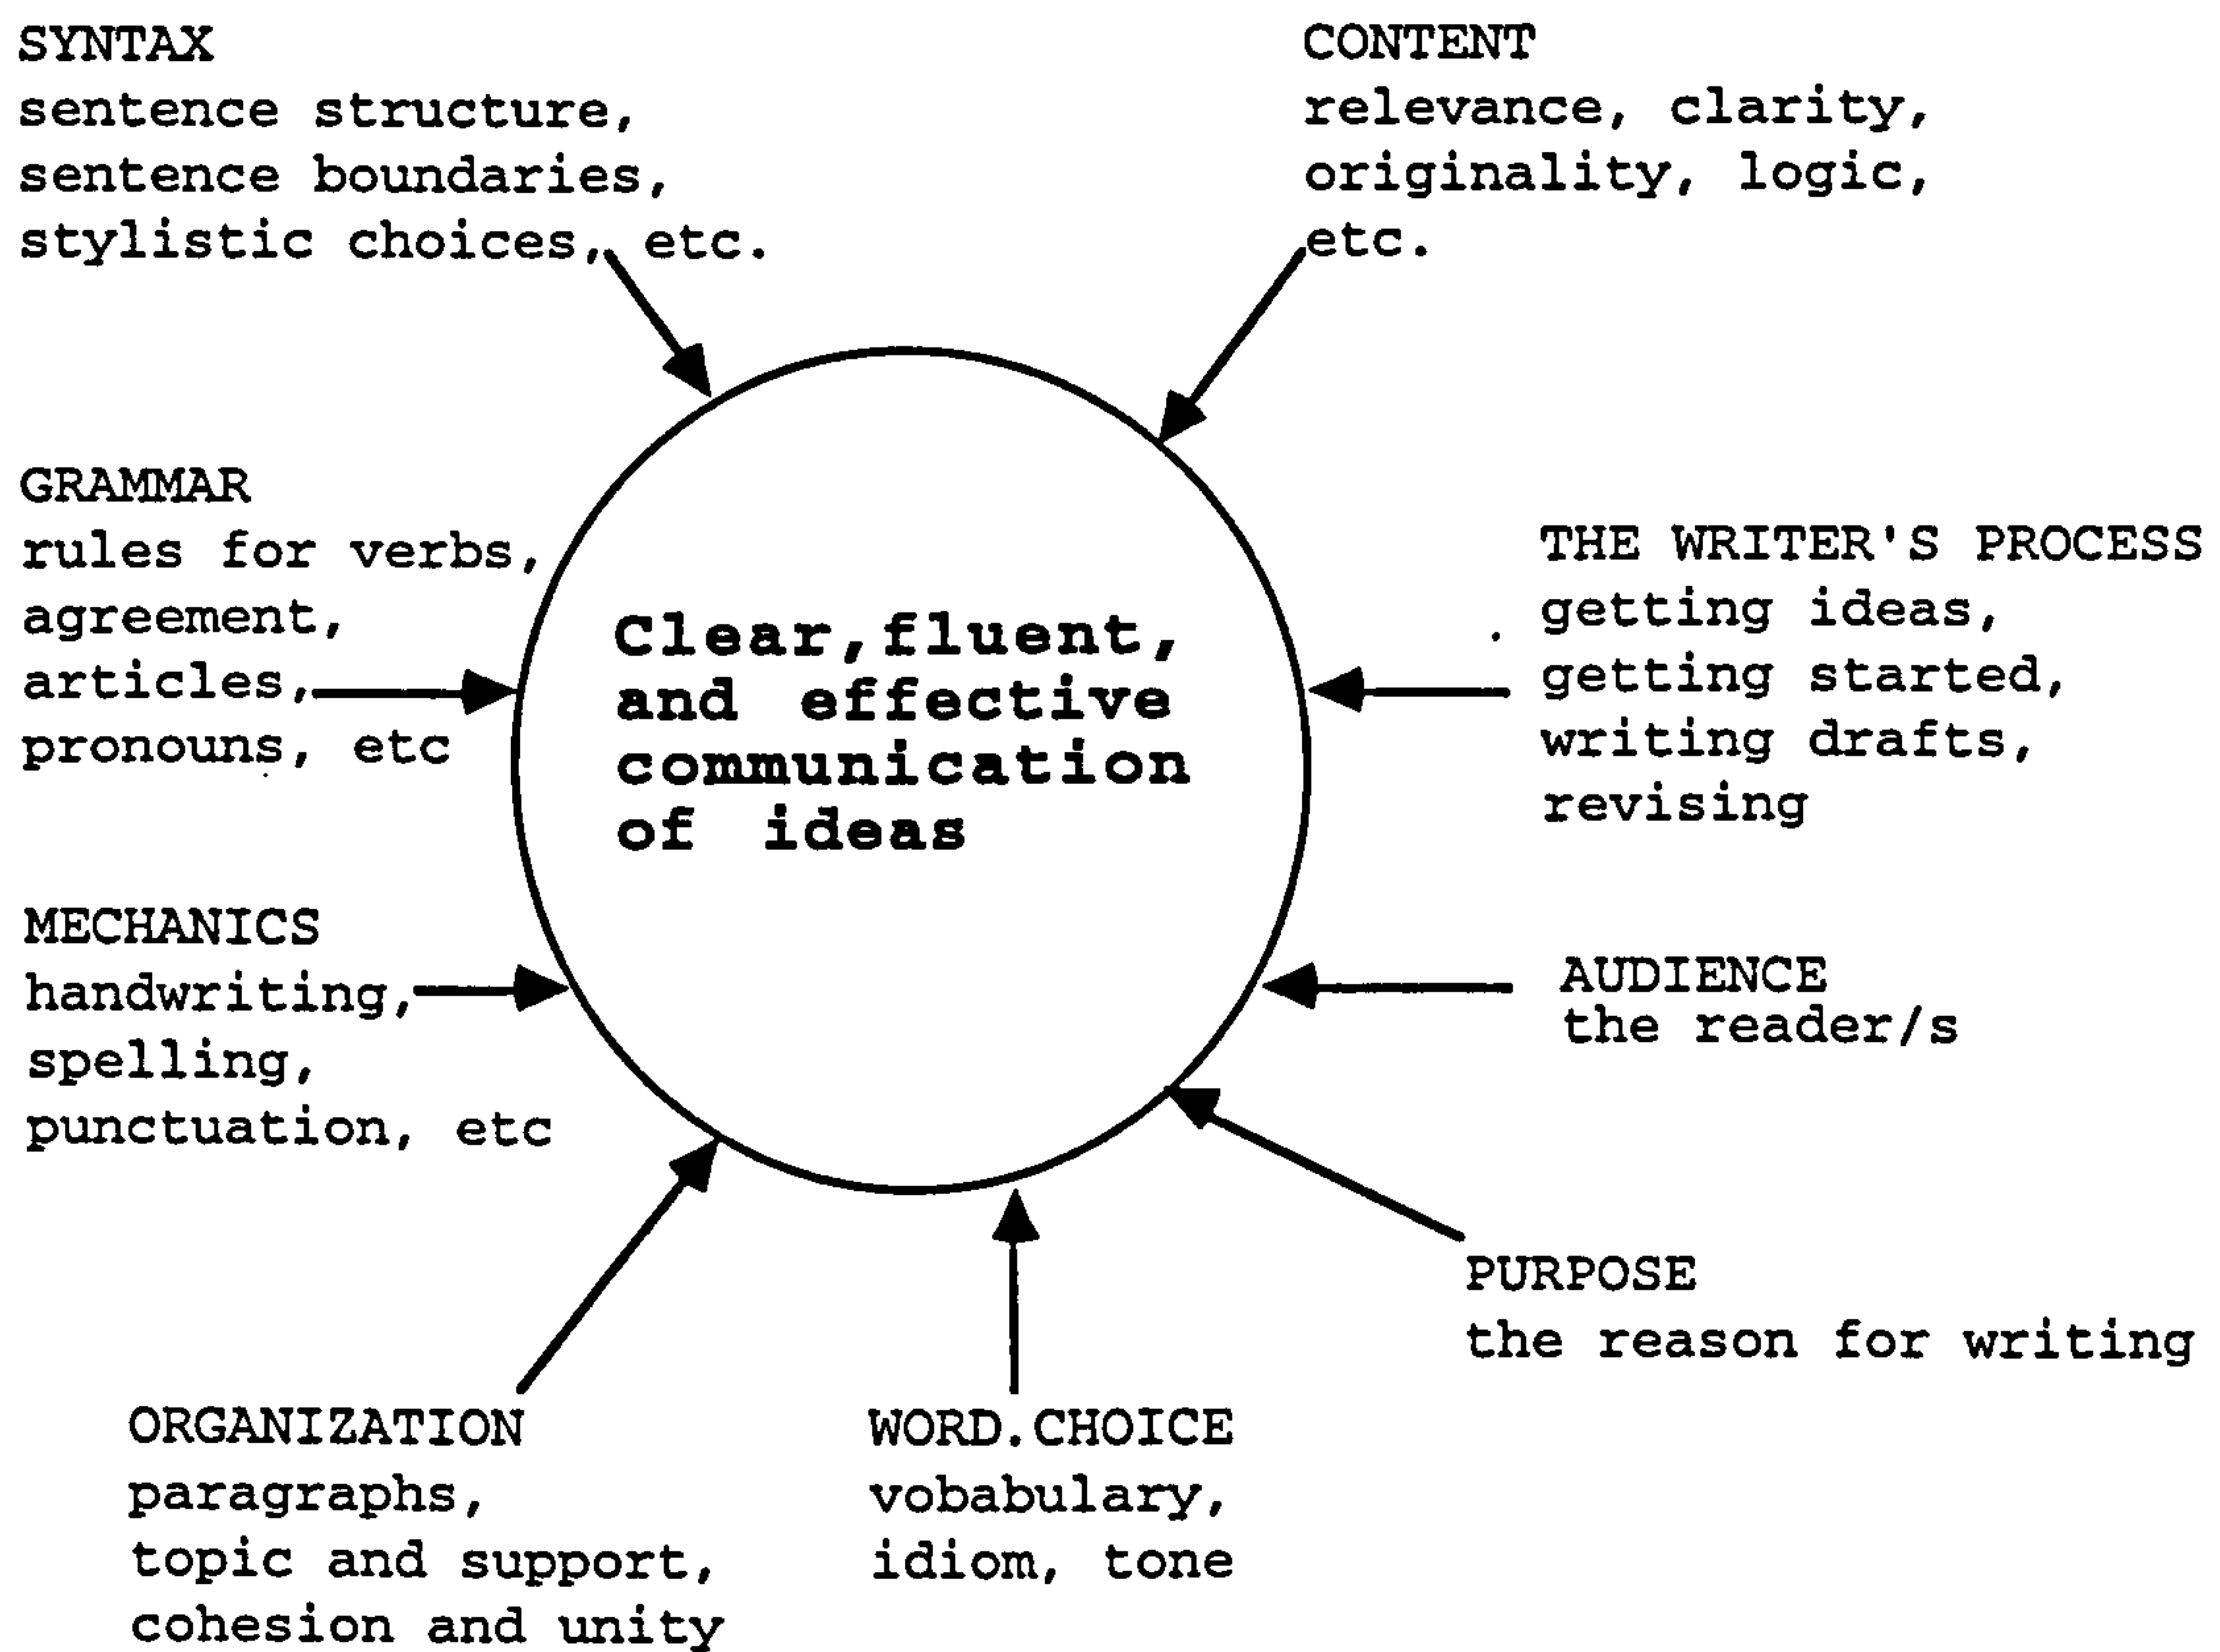 SYNTAX
sentence structure,
sentence boundaries,
stylistic choices, etc.
CONTENT
relevance, clarity,
originality, logic,
etc.
GRAMMAR
rules for verbs,
agreement,
articles,
pronouns, etc
THE WRITER'S PROCESS
getting ideas,
getting started,
writing drafts,
revising
Clear,fluent,
and effective
communication
of ideas
MECHANICS
handwriting,
spelling,
punctuation, etc
AUDIENCE
the reader/s
PURPOSE
the reason for writing
ORGANIZATION
paragraphs,
topic and support,
cohesion and unity
WORD.CHOICE
vobabulary,
idiom, tone